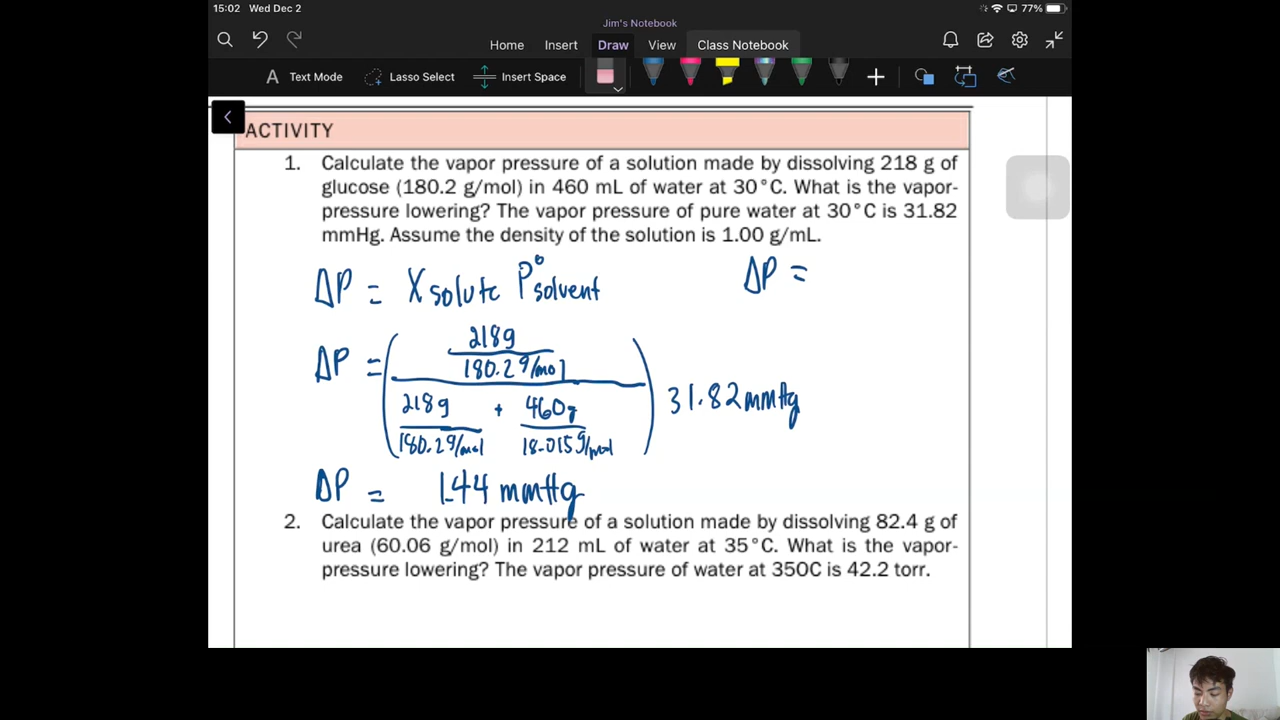 15:02 Wed Dec 2
77%
Jim's Notebook
Home Insert Draw View Class Notebook
A Text Mode Lasso Select Insert Space
ACTIVITY
1. Calculate the vapor pressure of a solution made by dissolving 218 g of
glucose (180.2 g/mol) in 460 mL of water at 30°C. What is the vapor-
pressure lowering? The vapor pressure of pure water at 30°C is 31.82
mmHg. Assume the density of the solution is 1.00 g/mL.
ΔP = Xsolute P°solvent
ΔP =
218g
180.2g/mol
ΔP =
218g + 460g
31.82mmHg
180.2g/mol 18.015g/mol
ΔP = 1.44 mmHg
2. Calculate the vapor pressure of a solution made by dissolving 82.4 g of
urea (60.06 g/mol) in 212 mL of water at 35°C. What is the vapor-
pressure lowering? The vapor pressure of water at 35OC is 42.2 torr.